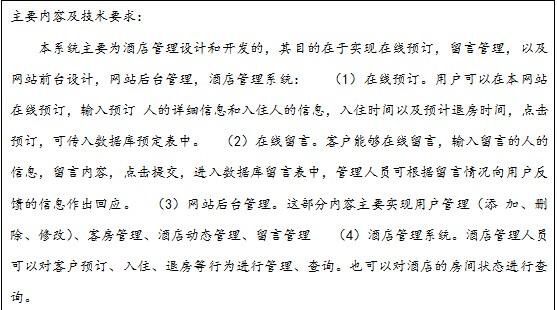 主要内容及技术要求：
本系统主要为酒店管理设计和开发的，其目的在于实现在线预订，留言管理，以及
网站前台设计，网站后台管理，酒店管理系统： （1）在线预订。用户可以在本网站
在线预订，输入预订 人的详细信息和入住人的信息，入住时间以及预计退房时间，点击
预订，可传入数据库预定表中。 （2）在线留言。客户能够在线留言，输入留言的人的
信息，留言内容，点击提交，进入数据库留言表中，管理人员可根据留言情况向用户反
馈的信息作出回应。 （3）网站后台管理。这部分内容主要实现用户管理（添 加、删
除、修改）、客房管理、酒店动态管理、留言管理 （4）酒店管理系统。酒店管理人员
可以对客户预订、入住、退房等行为进行管理、查询。也可以对酒店的房间状态进行查
询。